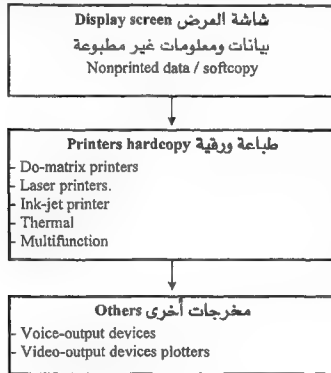 Display screen شاشة العرض
بيانات ومعلومات غير مطبوعة
Nonprinted data / softcopy
Printers hardcopy طباعة ورقية
- Do-matrix printers
- Laser printers.
- Ink-jet printer
- Thermal
- Multifunction
Others مخرجات أخرى
- Voice-output devices
- Video-output devices plotters